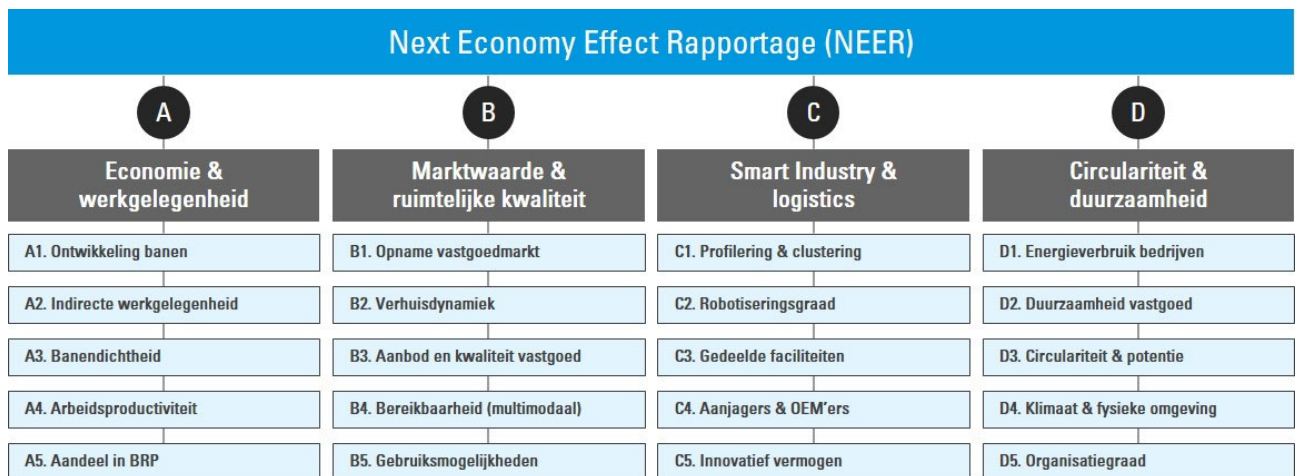 Next Economy Effect Rapportage (NEER)
A
Economie &
werkgelegenheid
A1. Ontwikkeling banen
A2. Indirecte werkgelegenheid
A3. Banendichtheid
A4. Arbeidsproductiviteit
A5. Aandeel in BRP
B
Marktwaarde &
ruimtelijke kwaliteit
B1. Opname vastgoedmarkt
B2. Verhuisdynamiek
B3. Aanbod en kwaliteit vastgoed
B4. Bereikbaarheid (multimodaal)
B5. Gebruiksmogelijkheden
C
Smart Industry &
logistics
C1. Profilering & clustering
C2. Robotiseringsgraad
C3. Gedeelde faciliteiten
C4. Aanjagers & OEM'ers
C5. Innovatief vermogen
D
Circulariteit &
duurzaamheid
D1. Energieverbruik bedrijven
D2. Duurzaamheid vastgoed
D3. Circulariteit & potentie
D4. Klimaat & fysieke omgeving
D5. Organisatiegraad